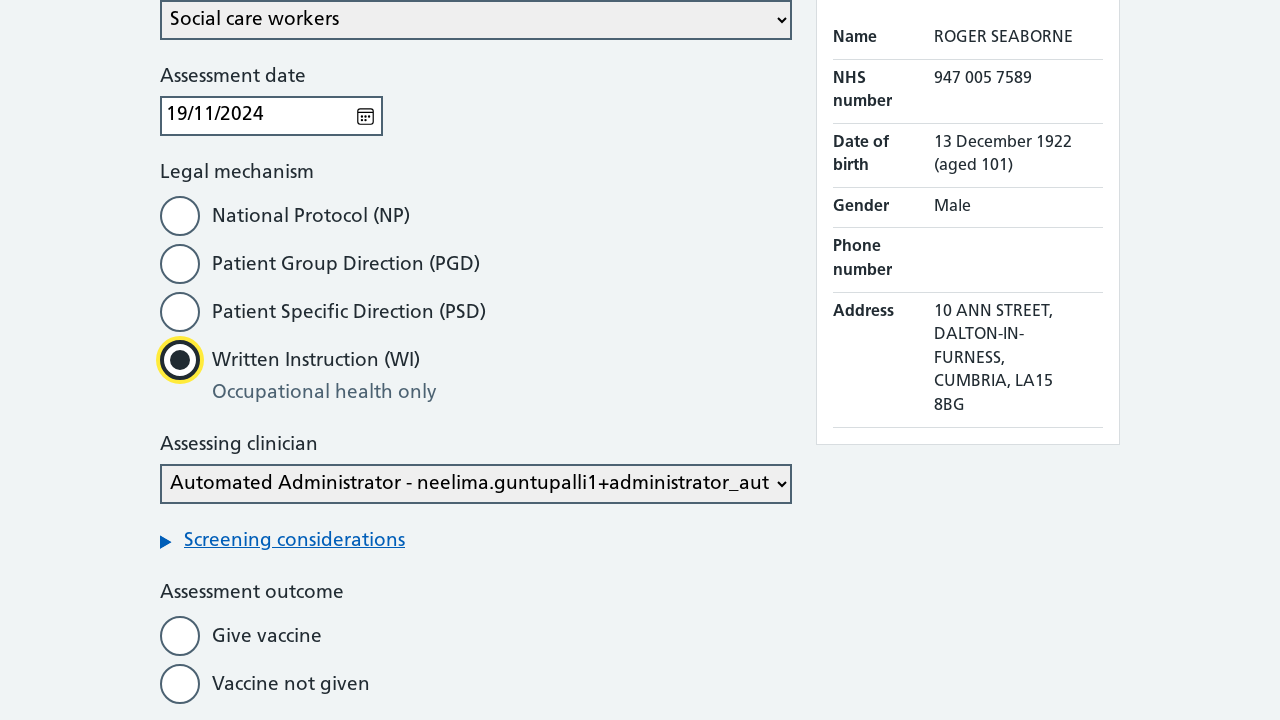 Social care workers
Assessment date
19/11/2024
Legal mechanism
National Protocol (NP)
Patient Group Direction (PGD)
Patient Specific Direction (PSD)
Written Instruction (WI)
Occupational health only
Assessing clinician
Automated Administrator - neelima.guntupalli1+administrator_aut
Screening considerations
Assessment outcome
Give vaccine
Vaccine not given
Name ROGER SEABORNE
NHS number 947 005 7589
Date of birth 13 December 1922 (aged 101)
Gender Male
Phone number
Address 10 ANN STREET,
DALTON-IN-
FURNESS,
CUMBRIA, LA15
8BG